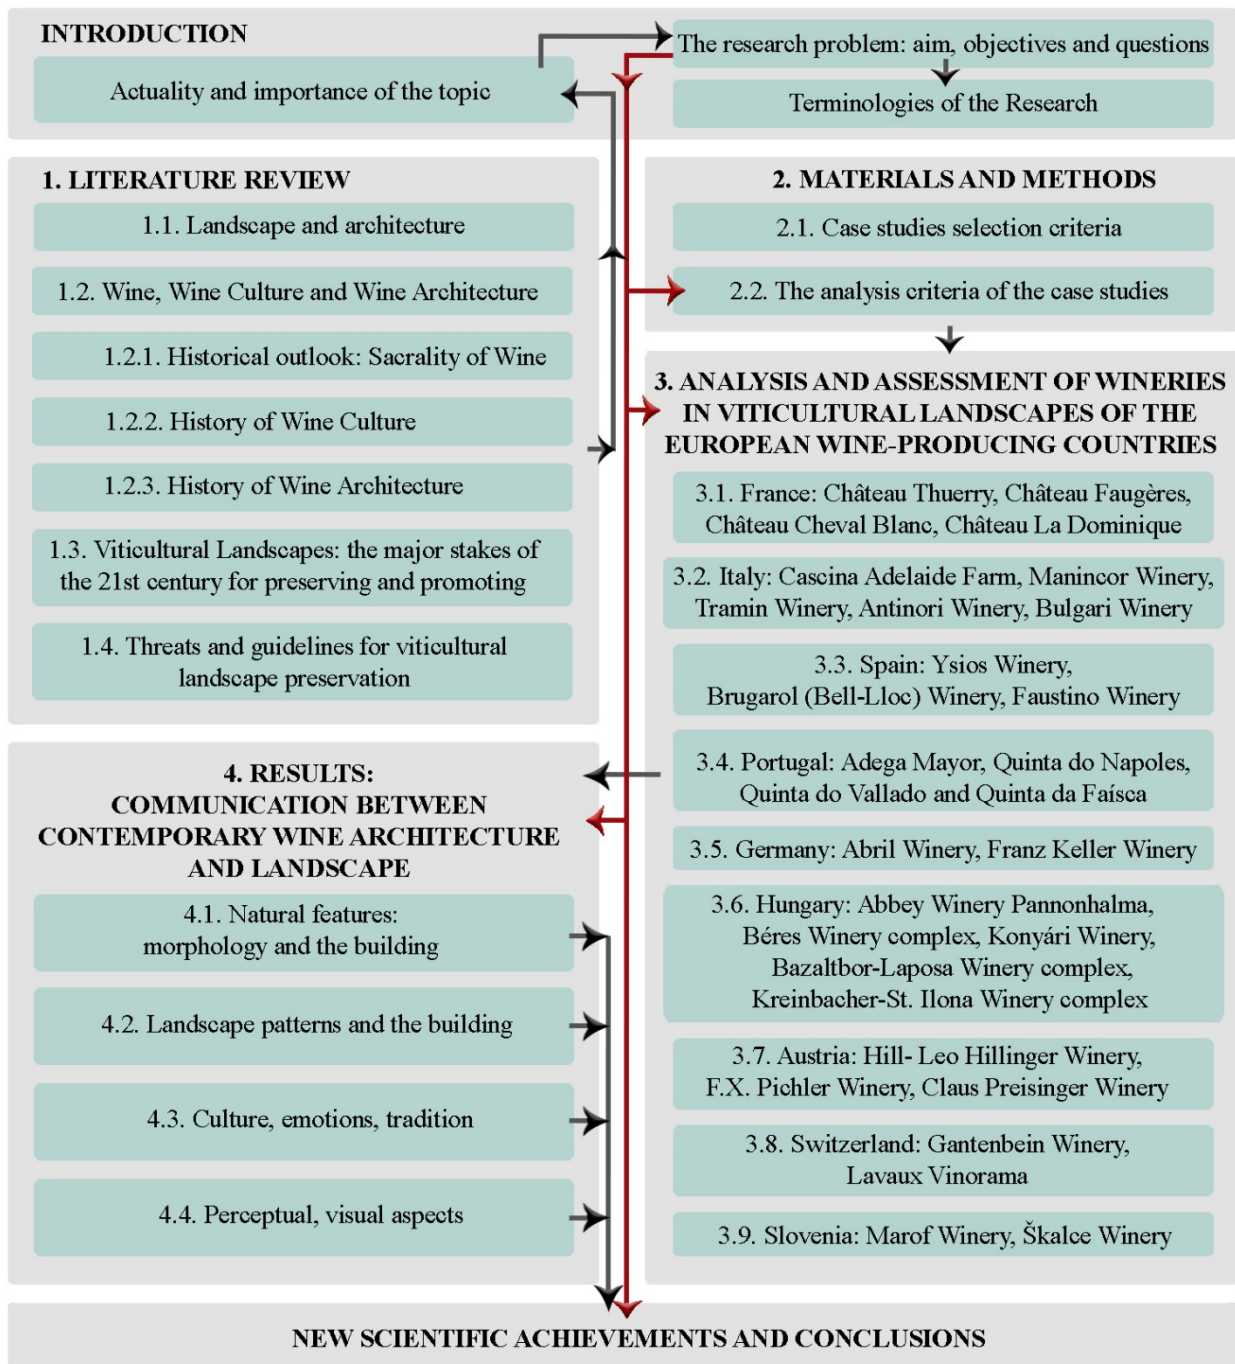 INTRODUCTION
Actuality and importance of the topic
The research problem: aim, objectives and questions
Terminologies of the Research
1. LITERATURE REVIEW
1.1. Landscape and architecture
1.2. Wine, Wine Culture and Wine Architecture
1.2.1. Historical outlook: Sacrality of Wine
1.2.2. History of Wine Culture
1.2.3. History of Wine Architecture
1.3. Viticultural Landscapes: the major stakes of
the 21st century for preserving and promoting
1.4. Threats and guidelines for viticultural
landscape preservation
2. MATERIALS AND METHODS
2.1. Case studies selection criteria
2.2. The analysis criteria of the case studies
3. ANALYSIS AND ASSESSMENT OF WINERIES
IN VITICULTURAL LANDSCAPES OF THE
EUROPEAN WINE-PRODUCING COUNTRIES
3.1. France: Château Thuerry, Château Faugères,
Château Cheval Blanc, Château La Dominique
3.2. Italy: Cascina Adelaide Farm, Manincor Winery,
Tramin Winery, Antinori Winery, Bulgari Winery
3.3. Spain: Ysios Winery,
Brugarol (Bell-Lloc) Winery, Faustino Winery
3.4. Portugal: Adega Mayor, Quinta do Napoles,
Quinta do Vallado and Quinta da Faísca
3.5. Germany: Abril Winery, Franz Keller Winery
3.6. Hungary: Abbey Winery Pannonhalma,
Béres Winery complex, Konyári Winery,
Bazaltbor-Laposa Winery complex,
Kreinbacher-St. Ilona Winery complex
3.7. Austria: Hill- Leo Hillinger Winery,
F.X. Pichler Winery, Claus Preisinger Winery
3.8. Switzerland: Gantenbein Winery,
Lavaux Vinorama
3.9. Slovenia: Marof Winery, Škalce Winery
4. RESULTS:
COMMUNICATION BETWEEN
CONTEMPORARY WINE ARCHITECTURE
AND LANDSCAPE
4.1. Natural features:
morphology and the building
4.2. Landscape patterns and the building
4.3. Culture, emotions, tradition
4.4. Perceptual, visual aspects
NEW SCIENTIFIC ACHIEVEMENTS AND CONCLUSIONS